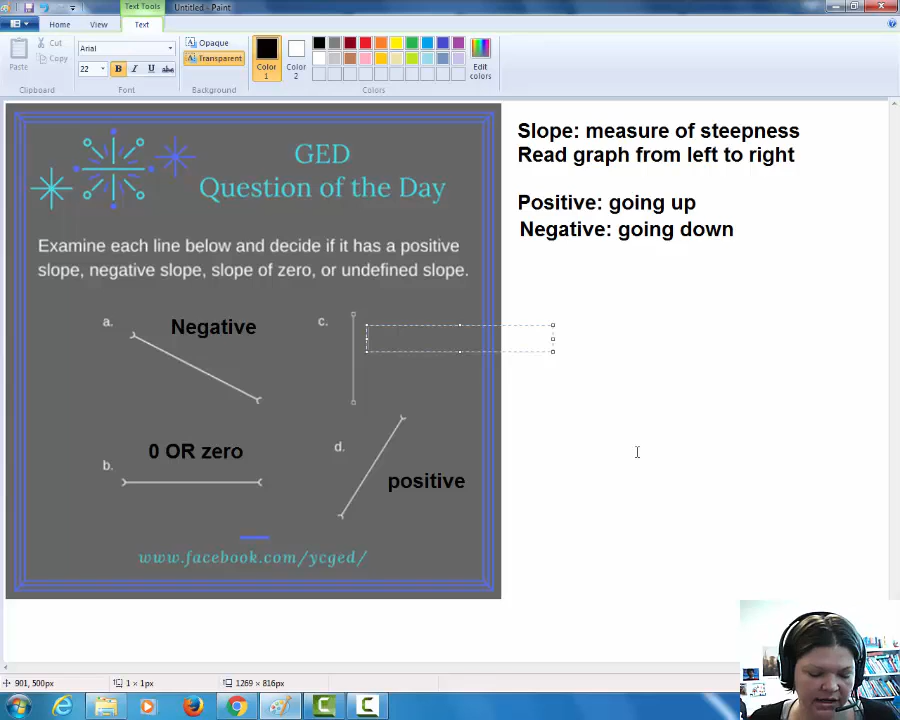 Text Tools
Untitled - Paint
Home
View
Text
Paste
Cut
Copy
Clipboard
Arial
22
B
I
U
abc
Font
Opaque
Transparent
Background
Color
1
Color
2
Edit
colors
Colors
GED
Question of the Day
Examine each line below and decide if it has a positive
slope, negative slope, slope of zero, or undefined slope.
a.
Negative
c.
0 OR zero
b.
d.
positive
www.facebook.com/ycged/
Slope: measure of steepness
Read graph from left to right
Positive: going up
Negative: going down
901, 500px
1 × 1px
1269 × 816px